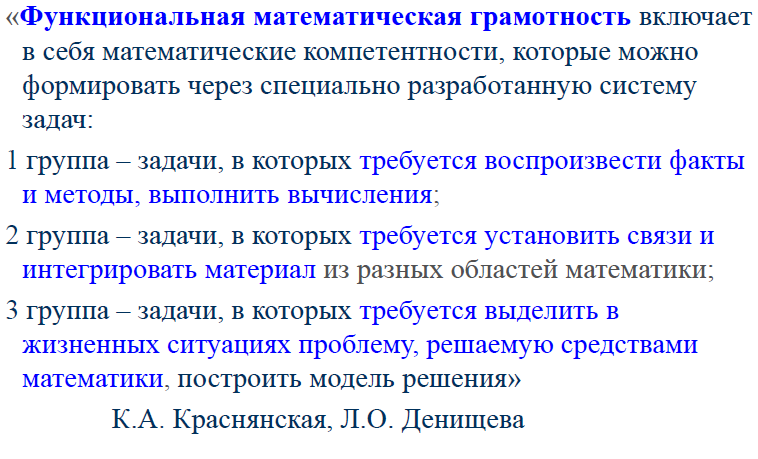 «Функциональная математическая грамотность включает
в себя математические компетентности, которые можно
формировать через специально разработанную систему
задач:
1 группа – задачи, в которых требуется воспроизвести факты
и методы, выполнить вычисления;
2 группа – задачи, в которых требуется установить связи и
интегрировать материал из разных областей математики;
3 группа – задачи, в которых требуется выделить в
жизненных ситуациях проблему, решаемую средствами
математики, построить модель решения»
К.А. Краснянская, Л.О. Денищева